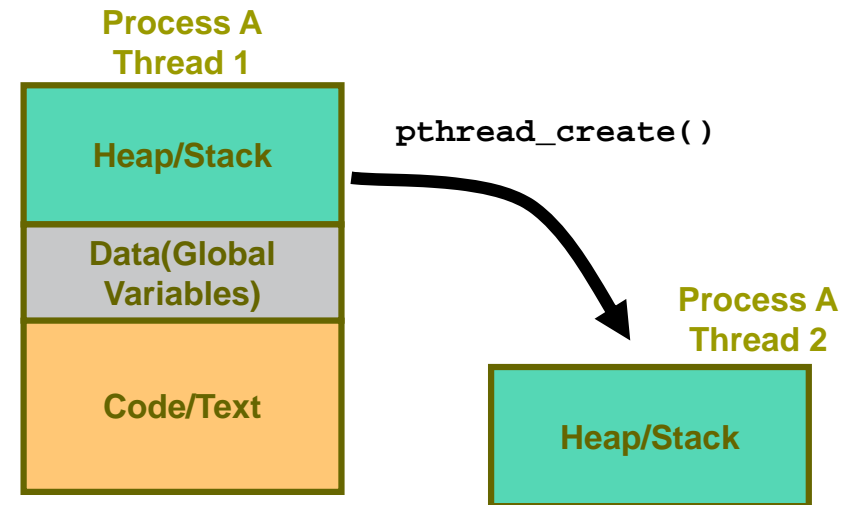 Process A
Thread 1
Heap/Stack
pthread_create()
Data(Global
Variables)
Process A
Thread 2
Code/Text
Heap/Stack